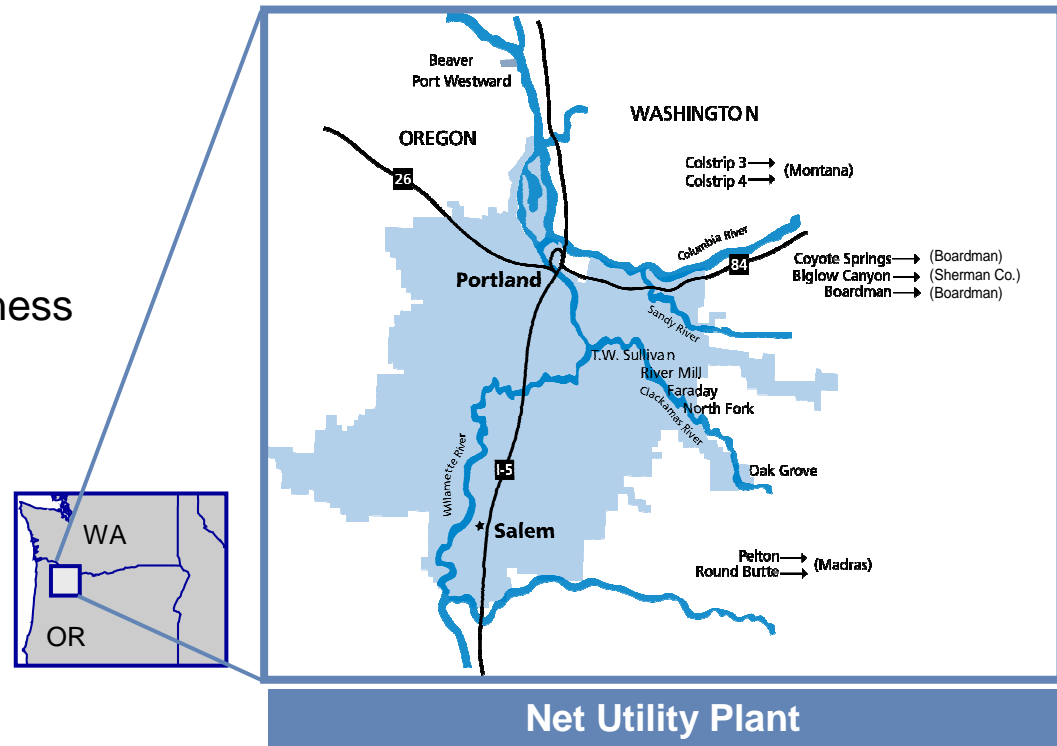 Beaver
Port Westward
WASHINGTON
OREGON
Colstrip 3
Colstrip 4
(Montana)
26
Columbia River
84
Coyote Springs
(Boardman)
Biglow Canyon
(Sherman Co.)
Boardman
(Boardman)
Portland
ness
Sandy River
T.W. Sullivan
River Mill
Faraday
North Fork
Clackamas River
Willamette River
I-5
Oak Grove
Salem
WA
OR
Pelton
Round Butte
(Madras)
Net Utility Plant